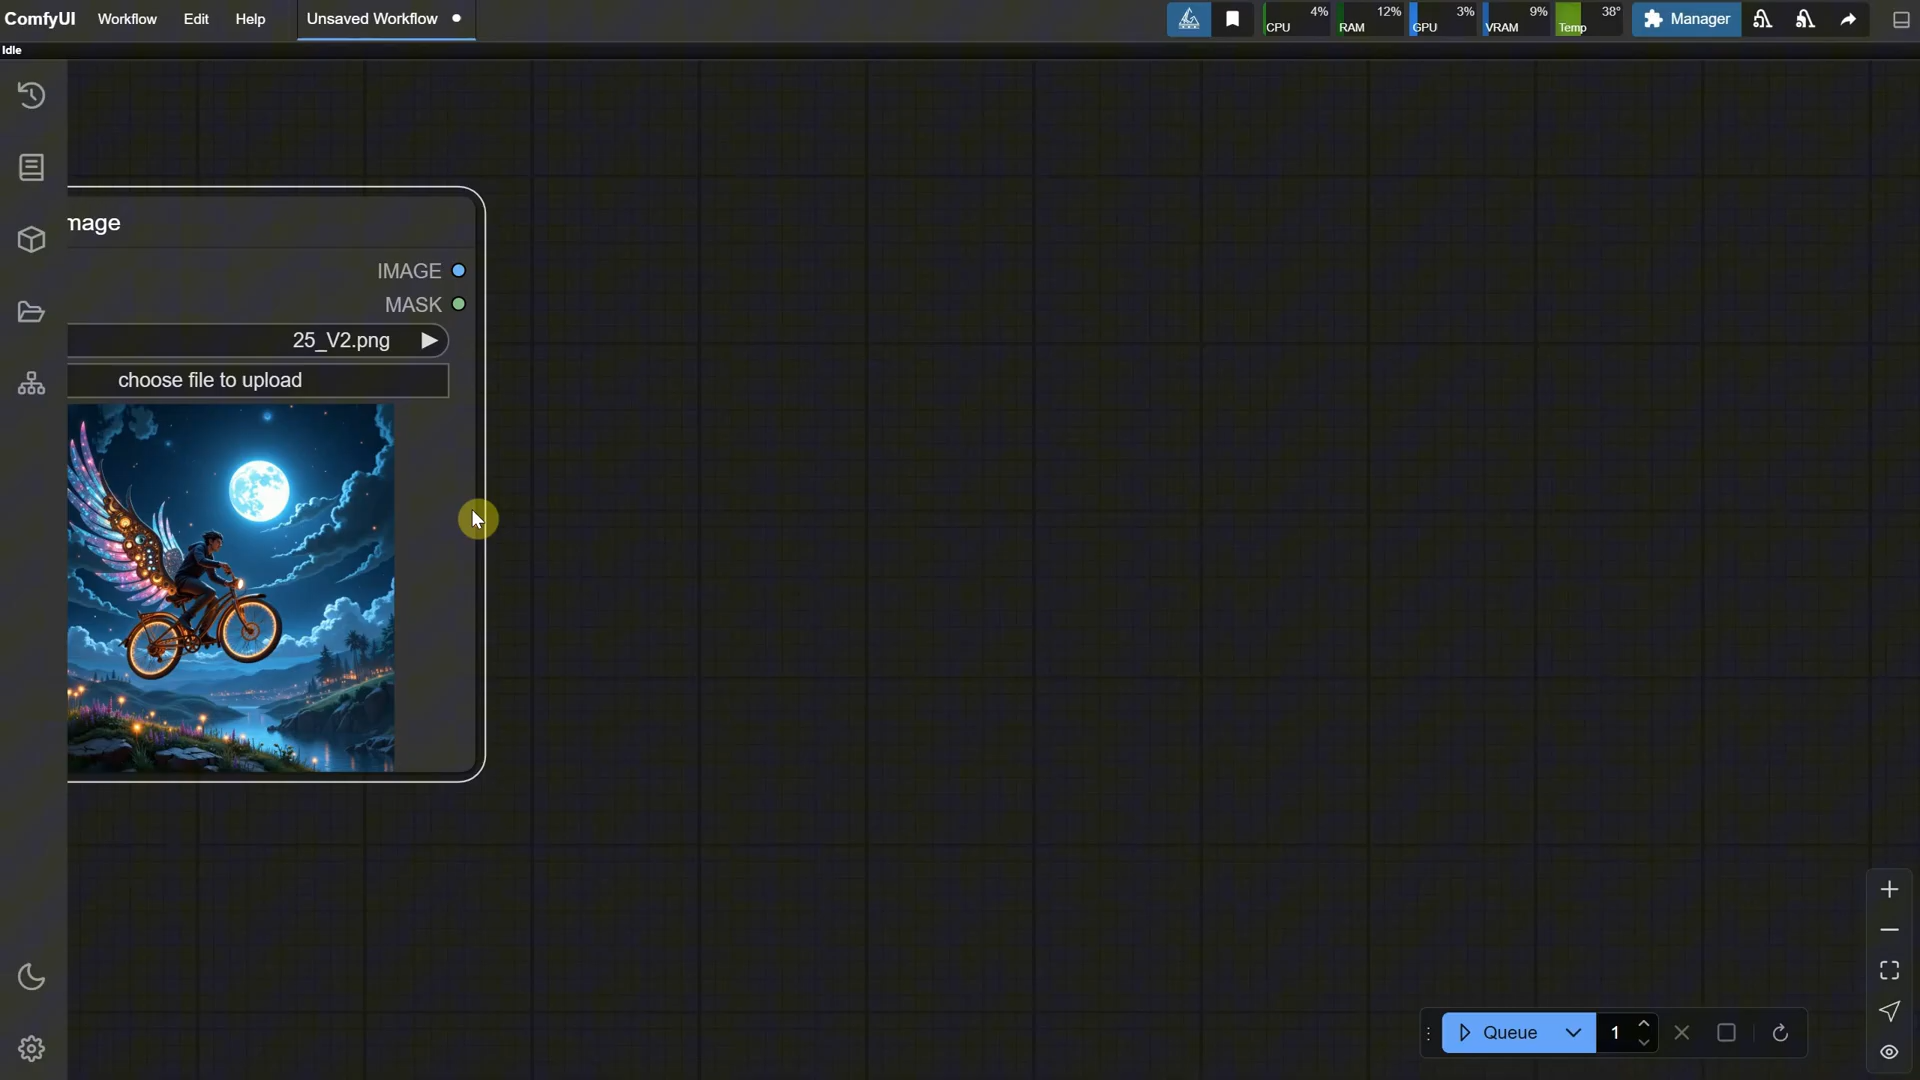 ComfyUI Workflow Edit Help Unsaved Workflow
CPU 4% RAM 12% GPU 3% VRAM 9% Temp 38° Manager
Idle
mage
IMAGE
MASK
25_V2.png
choose file to upload
Queue 1